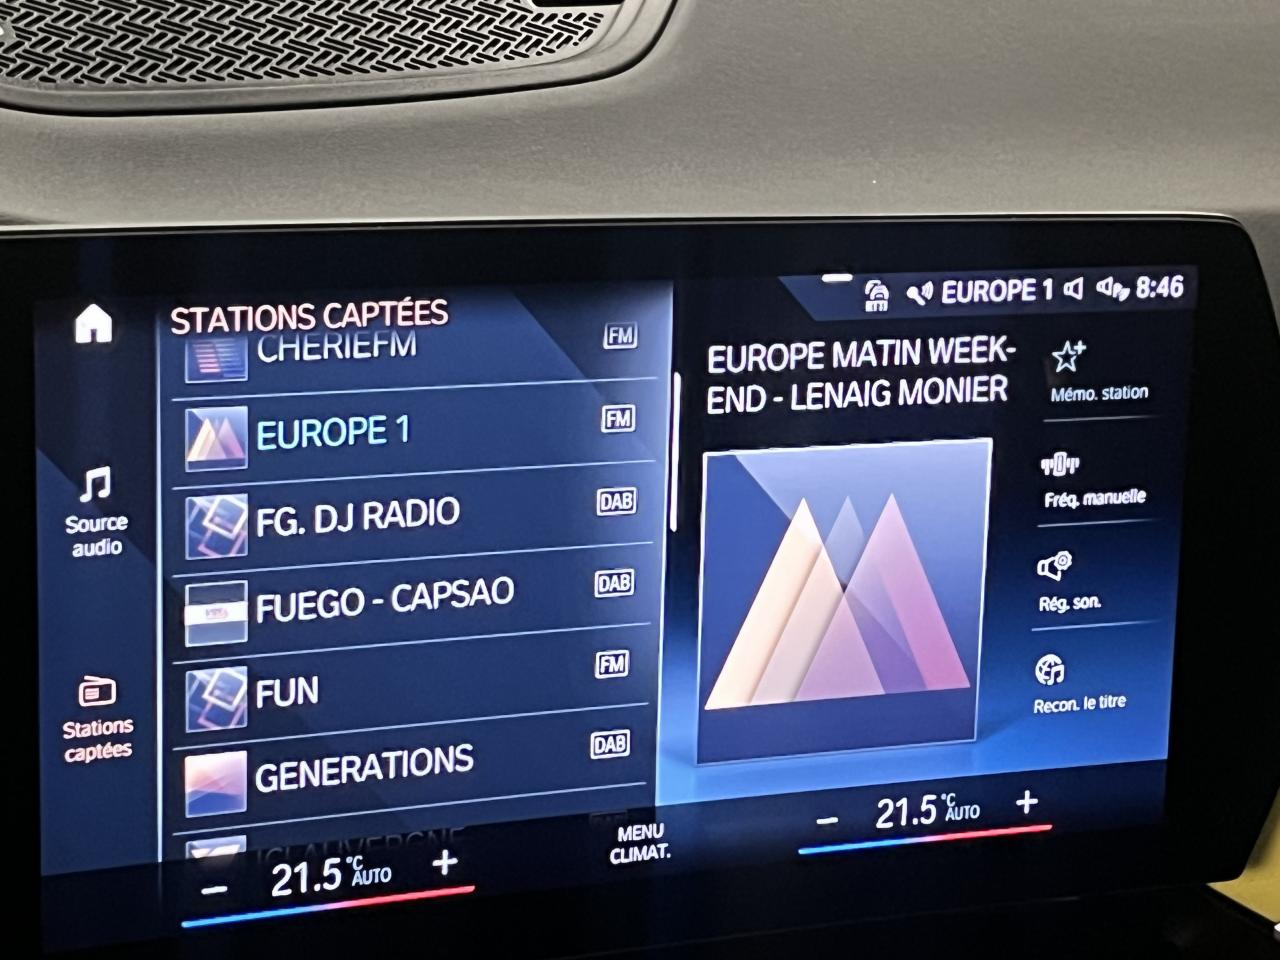 EUROPE 1
8:46
STATIONS CAPTÉES
CHERIEFM
FM
EUROPE 1
FM
FG. DJ RADIO
DAB
FUEGO - CAPSAO
DAB
FUN
FM
GENERATIONS
DAB
Source
audio
Stations
captées
EUROPE MATIN WEEK-
END - LENAIG MONIER
Mémo. station
Fréq. manuelle
Rég. son.
Recon. le titre
- 21.5 °C AUTO +
MENU
CLIMAT.
- 21.5 °C AUTO +